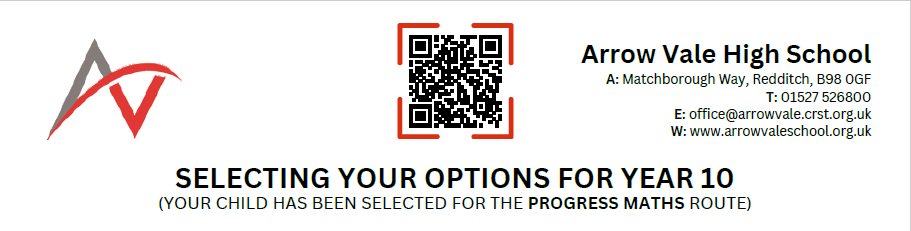 Arrow Vale High School
A: Matchborough Way, Redditch, B98 0GF
T: 01527 526800
E: office@arrowvale.crst.org.uk
W: www.arrowvaleschool.org.uk
SELECTING YOUR OPTIONS FOR YEAR 10
(YOUR CHILD HAS BEEN SELECTED FOR THE PROGRESS MATHS ROUTE)